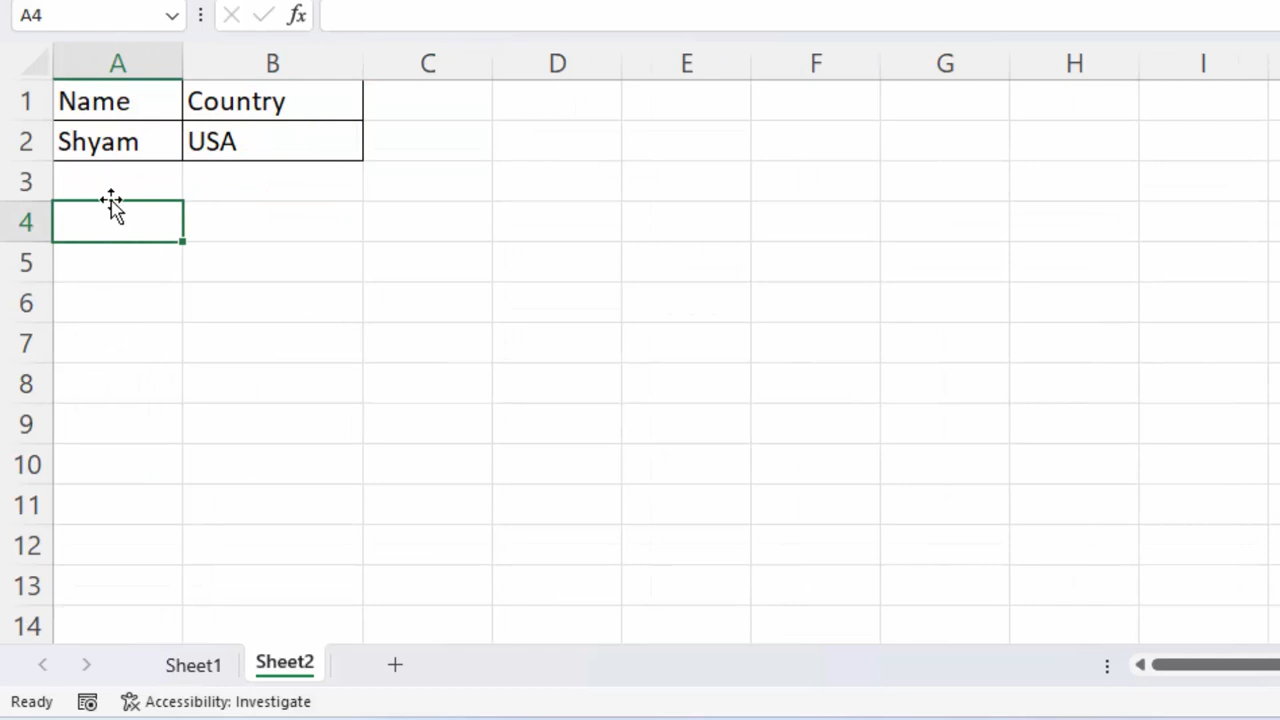 A4
fx
A B C D E F G H I
1 Name Country
2 Shyam USA
3
4
5
6
7
8
9
10
11
12
13
14
Sheet1 Sheet2
Ready Accessibility: Investigate